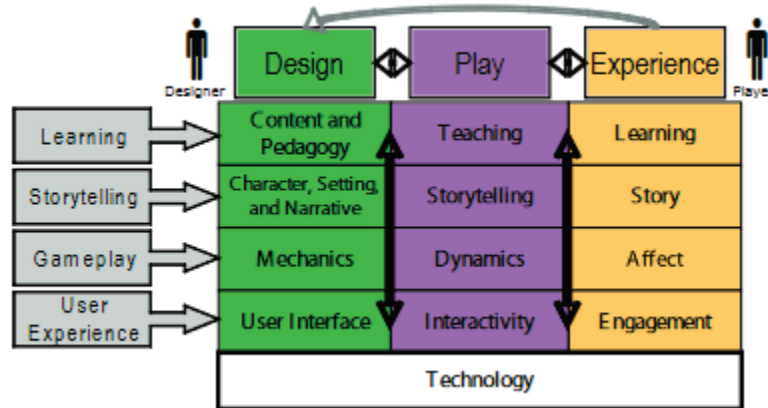 Design
Play
Experience
Designer
Playe
Learning
Content and
Pedagogy
Teaching
Learning
Storytelling
Character, Setting,
and Narrative
Storytelling
Story
Gameplay
Mechanics
Dynamics
Affect
User
Experience
User Interface
Interactivity
Engagement
Technology